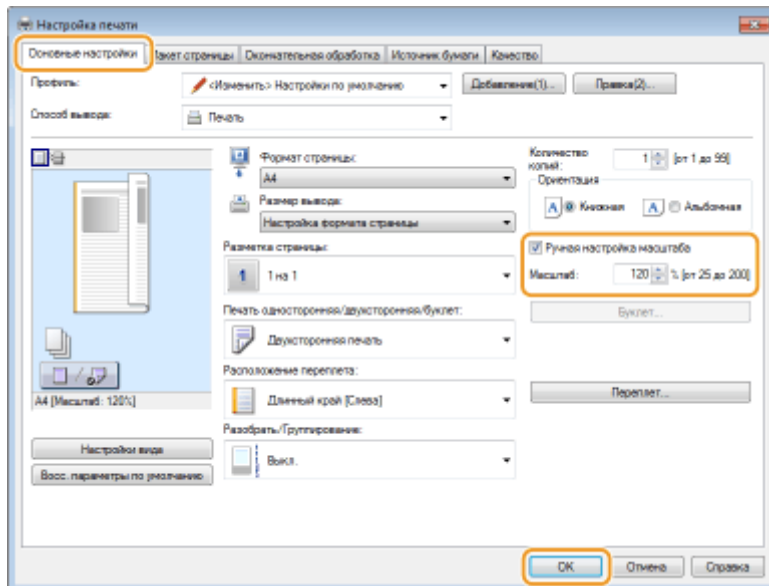 Настройка печати
Основные настройки Макет страницы Окончательная обработка Источник бумаги Качество
Профиль: <Изменить> Настройки по умолчанию Добавление(1)... Правка(2)...
Способ вывода: Печать
Формат страницы:
A4
Размер вывода:
Настройка формата страницы
Разметка страницы:
1 1 на 1
Печать односторонняя/двухсторонняя/буклет:
Двухсторонняя печать
Расположение переплета:
Длинный край [Слева]
Разобрать/Группирование:
Выкл.
Количество копий: 1 [от 1 до 99]
Ориентация
A Книжная A Альбомная
Ручная настройка масштаба
Масштаб: 120 % [от 25 до 200]
Буклет...
Переплет...
A4 [Масштаб: 120%]
Настройки вида
Восс. параметры по умолчанию
OK Отмена Справка